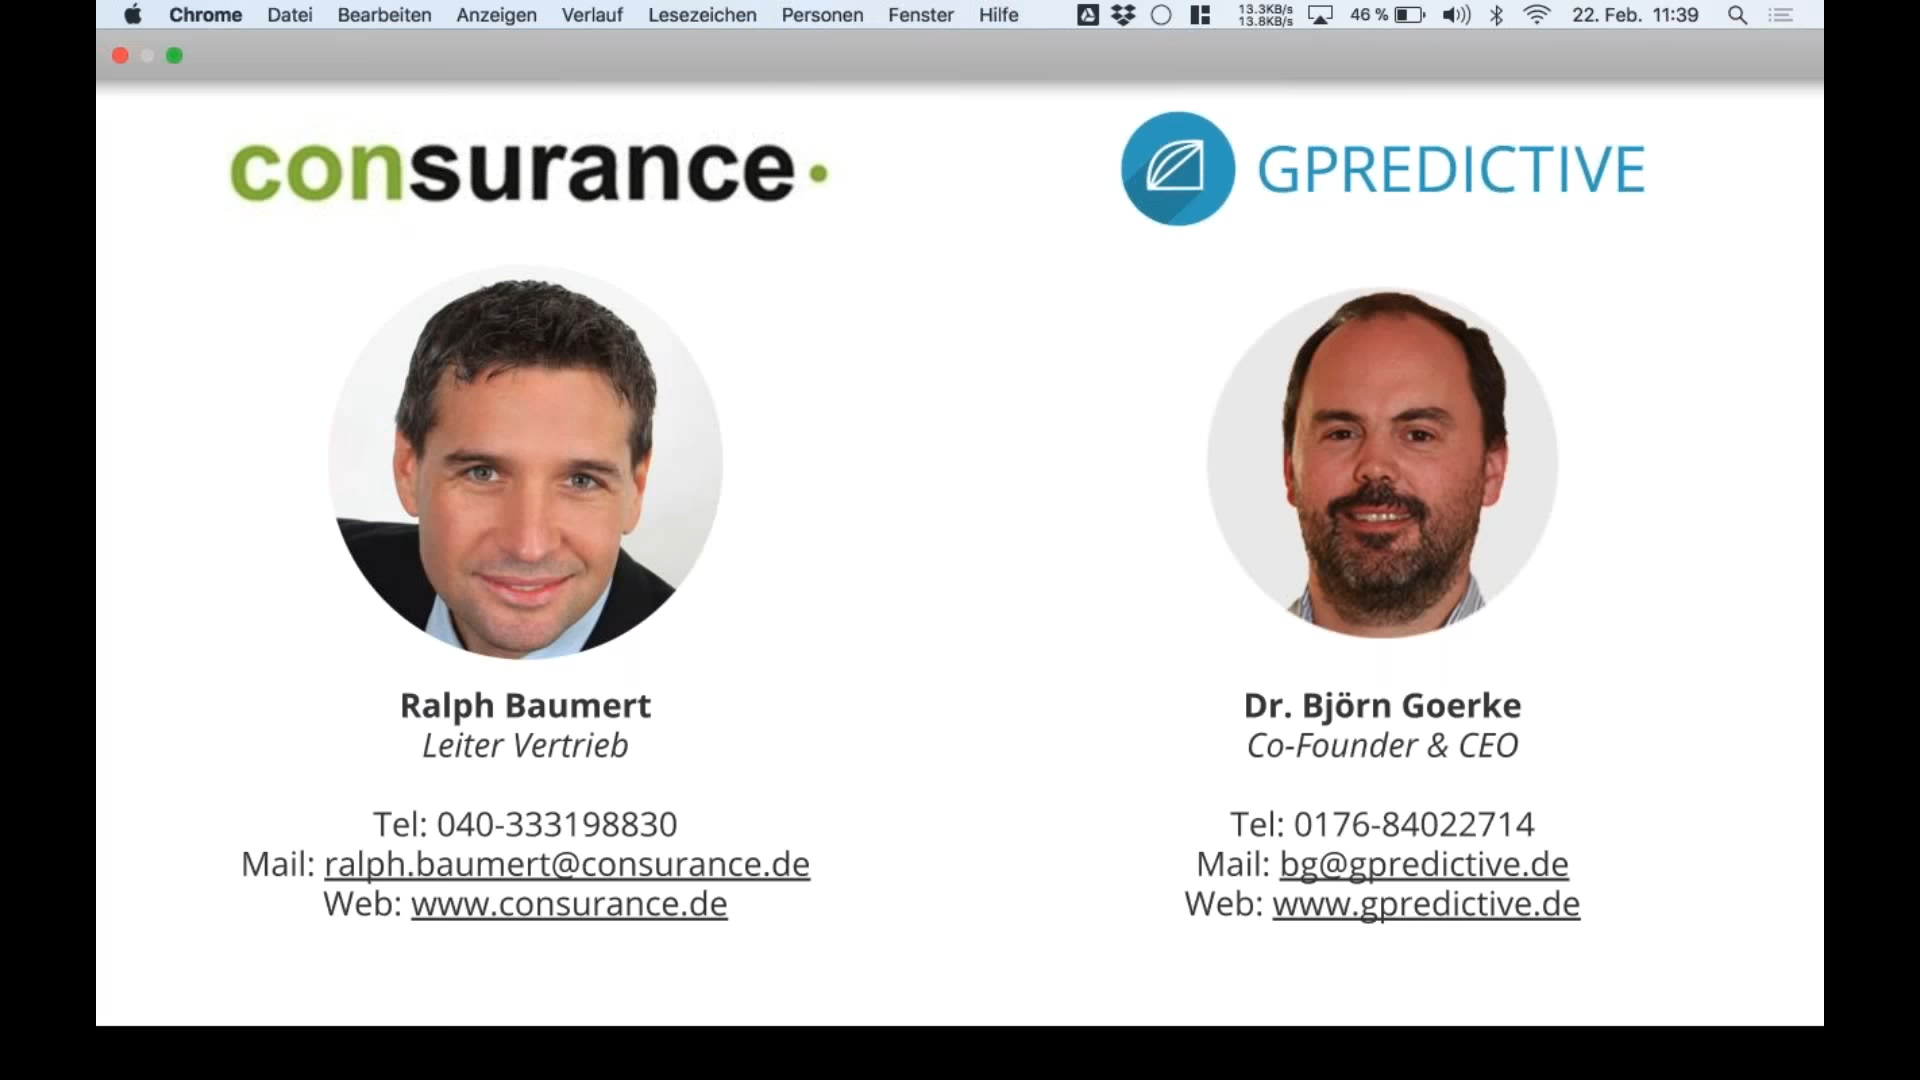 Chrome Datei Bearbeiten Anzeigen Verlauf Lesezeichen Personen Fenster Hilfe
13.3KB/s
13.8KB/s
46 % 22. Feb. 11:39
consurance
Ralph Baumert
Leiter Vertrieb
Tel: 040-333198830
Mail: ralph.baumert@consurance.de
Web: www.consurance.de
GPREDICTIVE
Dr. Björn Goerke
Co-Founder & CEO
Tel: 0176-84022714
Mail: bg@gpredictive.de
Web: www.gpredictive.de